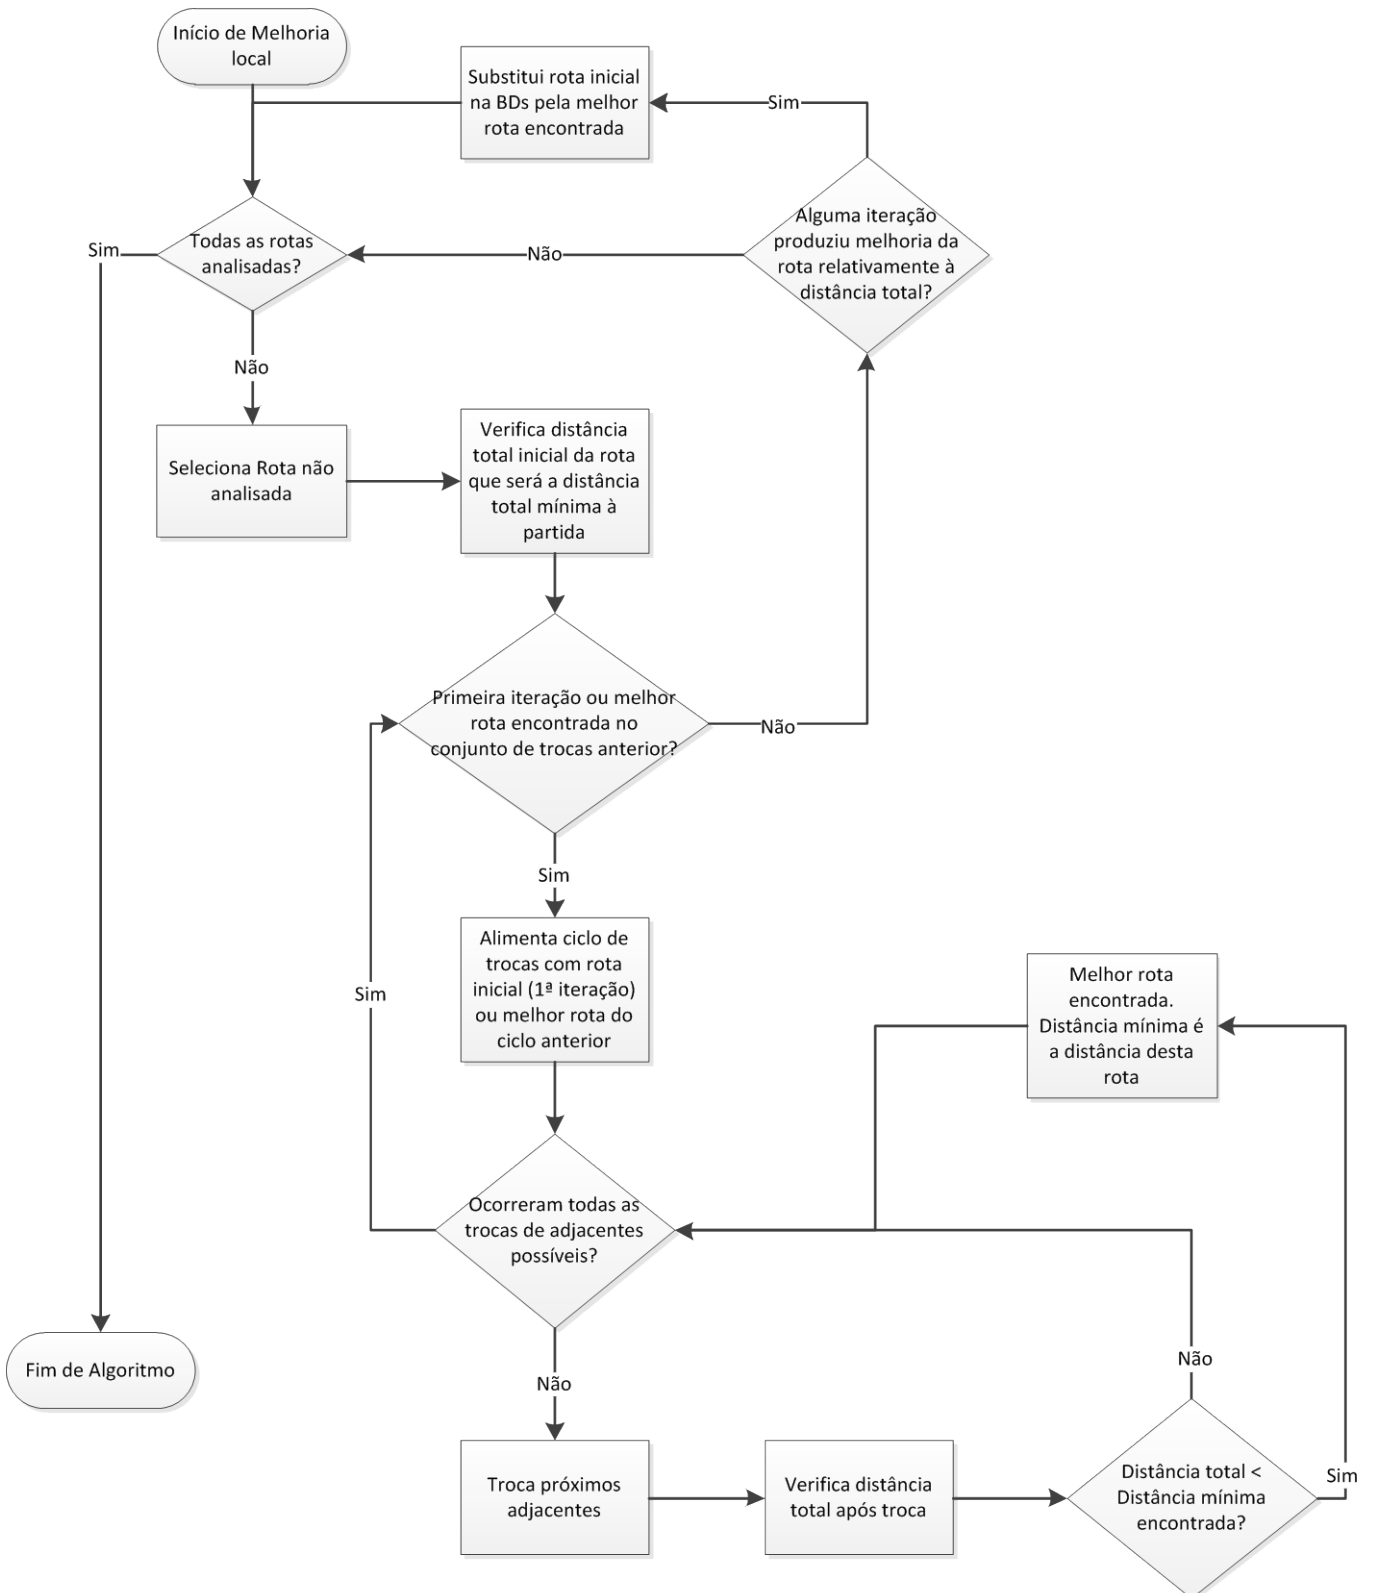 Início de Melhoria
local
Substitui rota inicial
na BDs pela melhor
rota encontrada
Sim
Alguma iteração
produziu melhoria da
rota relativamente à
distância total?
Não
Todas as rotas
analisadas?
Sim
Não
Seleciona Rota não
analisada
Verifica distância
total inicial da rota
que será a distância
total mínima à
partida
Primeira iteração ou melhor
rota encontrada no
conjunto de trocas anterior?
Não
Sim
Alimenta ciclo de
trocas com rota
inicial (1ª iteração)
ou melhor rota do
ciclo anterior
Sim
Melhor rota
encontrada.
Distância mínima é
a distância desta
rota
Ocorreram todas as
trocas de adjacentes
possíveis?
Fim de Algoritmo
Não
Não
Troca próximos
adjacentes
Verifica distância
total após troca
Distância total <
Distância mínima
encontrada?
Sim